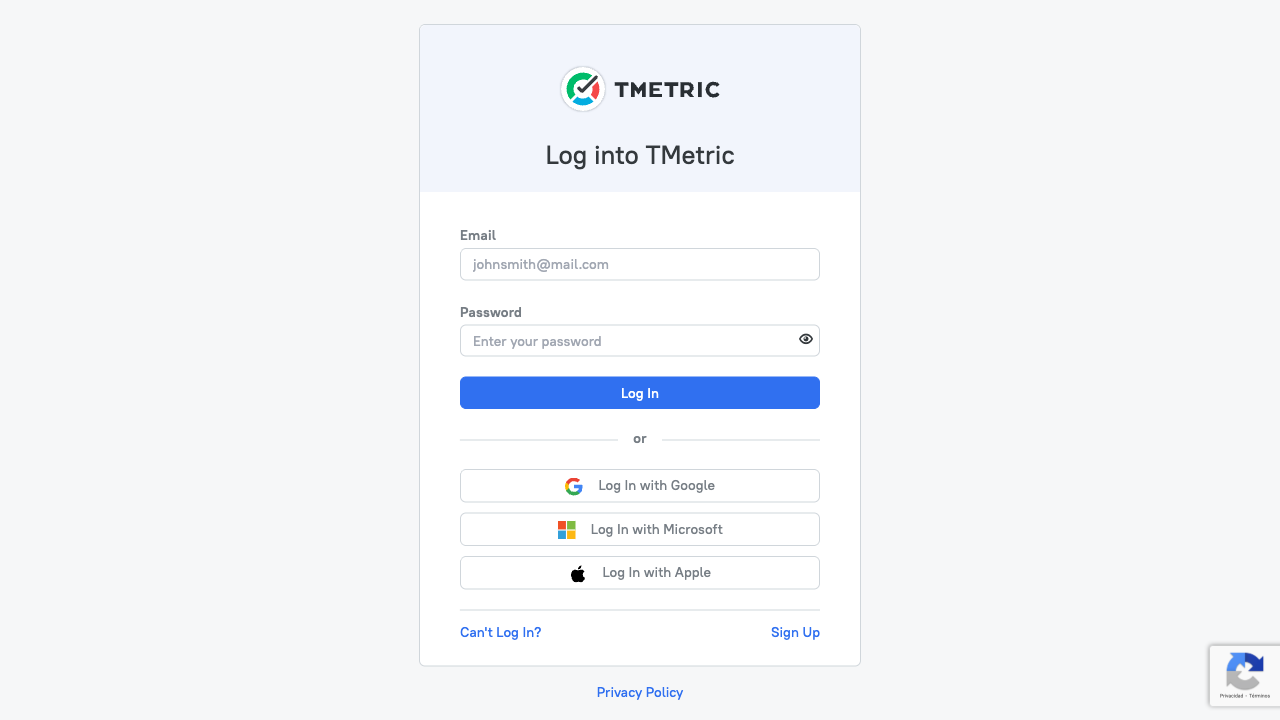 TMETRIC
Log into TMetric
Email
johnsmith@mail.com
Password
Enter your password
Log In
or
Log In with Google
Log In with Microsoft
Log In with Apple
Can't Log In?
Sign Up
Privacy Policy
Privacidad - Términos